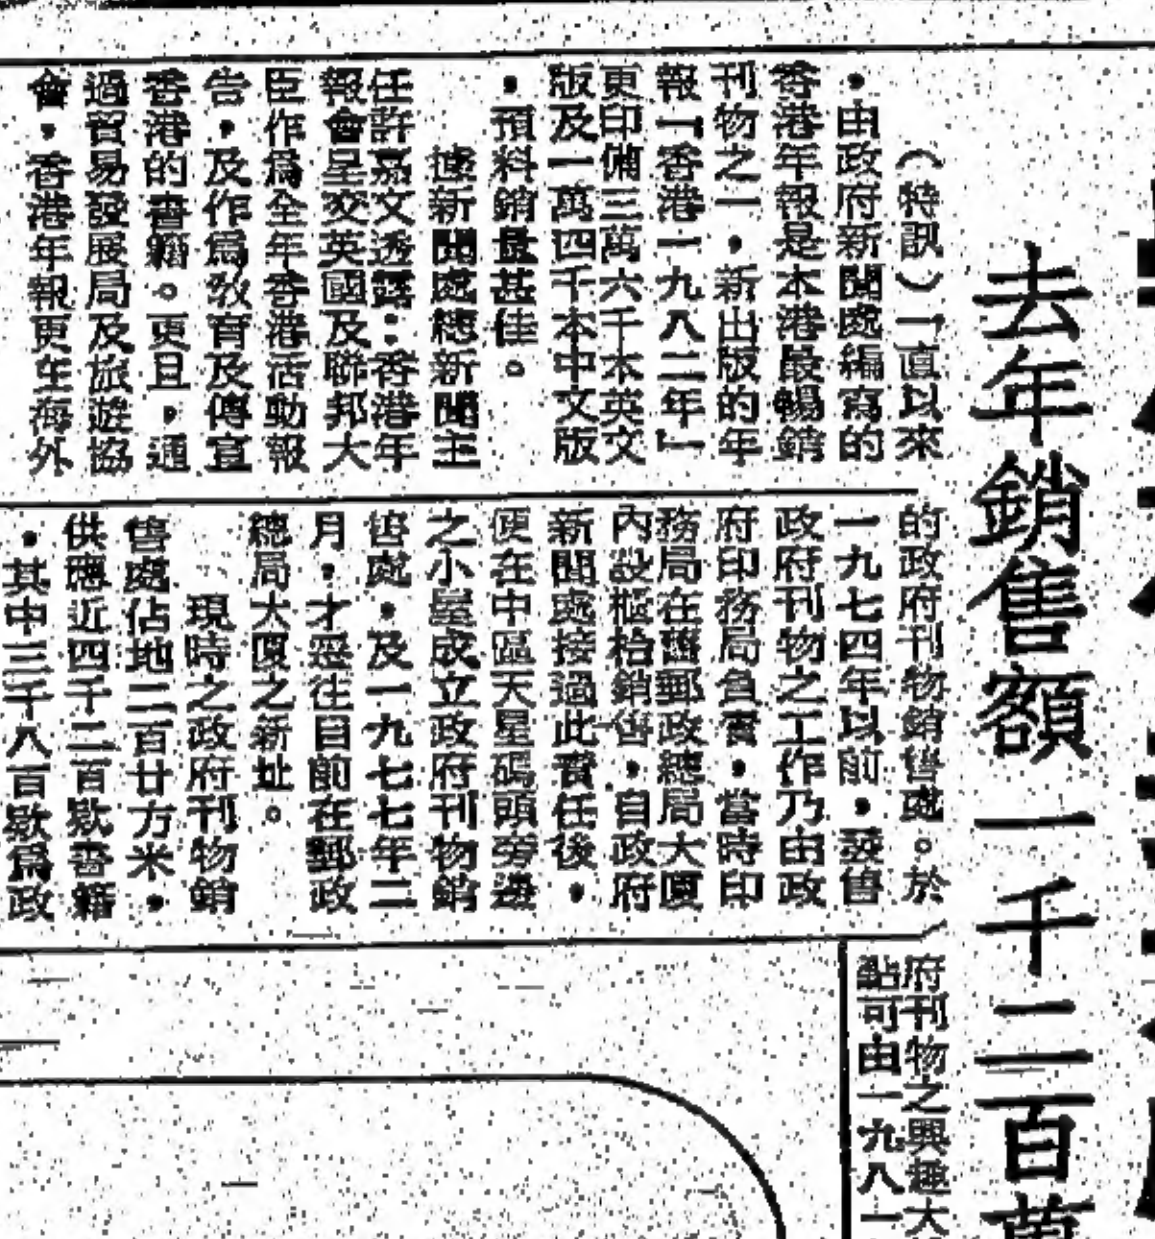 去年銷售額一千二百萬
（特訊）一直以來
，由政府新聞處編寫的
香港年報是本港最暢銷
刊物之一，新出版的年
報「香港一九八二年」
更印備三萬六千本英文
版及一萬四千本中文版
，預料銷量甚佳。
據新聞處總新聞主
任許嘉文透露：香港年
報會呈交英國及聯邦大
臣作為全年香港活動報
告，及作為教育及傳宣
香港的書籍。更且，通
過貿易發展局及旅遊協
會，香港年報更在海外
的政府刊物銷售處。於
一九七四年以前，發售
政府刊物之工作乃由政
府印務局負責，當時印
務局在舊郵政總局大廈
內設櫃枱銷售，自政府
新聞處接過此責任後，
便在中區天星碼頭旁邊
之小屋成立政府刊物銷
售處，及一九七七年二
月，才遷往目前在郵政
總局大廈之新址。
現時之政府刊物銷
售處佔地二百廿方米，
供應近四千二百欵書籍
，其中三千八百欵為政
府刊物之興趣大
點可由一九八一